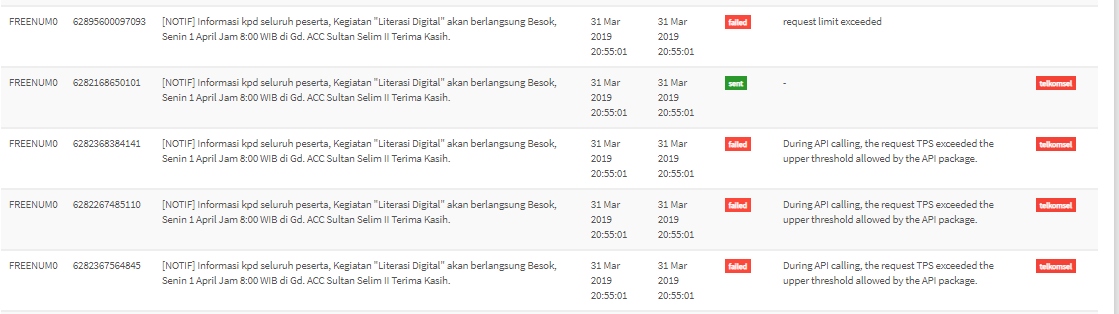 FREENUM0 62895600097093 [NOTIF] Informasi kpd seluruh peserta, Kegiatan "Literasi Digital" akan berlangsung Besok, 31 Mar 31 Mar failed request limit exceeded
Senin 1 April Jam 8:00 WIB di Gd. ACC Sultan Selim II Terima Kasih. 2019 2019
20:55:01 20:55:01
FREENUM0 6282168650101 [NOTIF] Informasi kpd seluruh peserta, Kegiatan "Literasi Digital" akan berlangsung Besok, 31 Mar 31 Mar sent - telkomsel
Senin 1 April Jam 8:00 WIB di Gd. ACC Sultan Selim II Terima Kasih. 2019 2019
20:55:01 20:55:01
FREENUM0 6282368384141 [NOTIF] Informasi kpd seluruh peserta, Kegiatan "Literasi Digital" akan berlangsung Besok, 31 Mar 31 Mar failed During API calling, the request TPS exceeded the telkomsel
Senin 1 April Jam 8:00 WIB di Gd. ACC Sultan Selim II Terima Kasih. 2019 2019 upper threshold allowed by the API package.
20:55:01 20:55:01
FREENUM0 6282267485110 [NOTIF] Informasi kpd seluruh peserta, Kegiatan "Literasi Digital" akan berlangsung Besok, 31 Mar 31 Mar failed During API calling, the request TPS exceeded the telkomsel
Senin 1 April Jam 8:00 WIB di Gd. ACC Sultan Selim II Terima Kasih. 2019 2019 upper threshold allowed by the API package.
20:55:01 20:55:01
FREENUM0 6282367564845 [NOTIF] Informasi kpd seluruh peserta, Kegiatan "Literasi Digital" akan berlangsung Besok, 31 Mar 31 Mar failed During API calling, the request TPS exceeded the telkomsel
Senin 1 April Jam 8:00 WIB di Gd. ACC Sultan Selim II Terima Kasih. 2019 2019 upper threshold allowed by the API package.
20:55:01 20:55:01